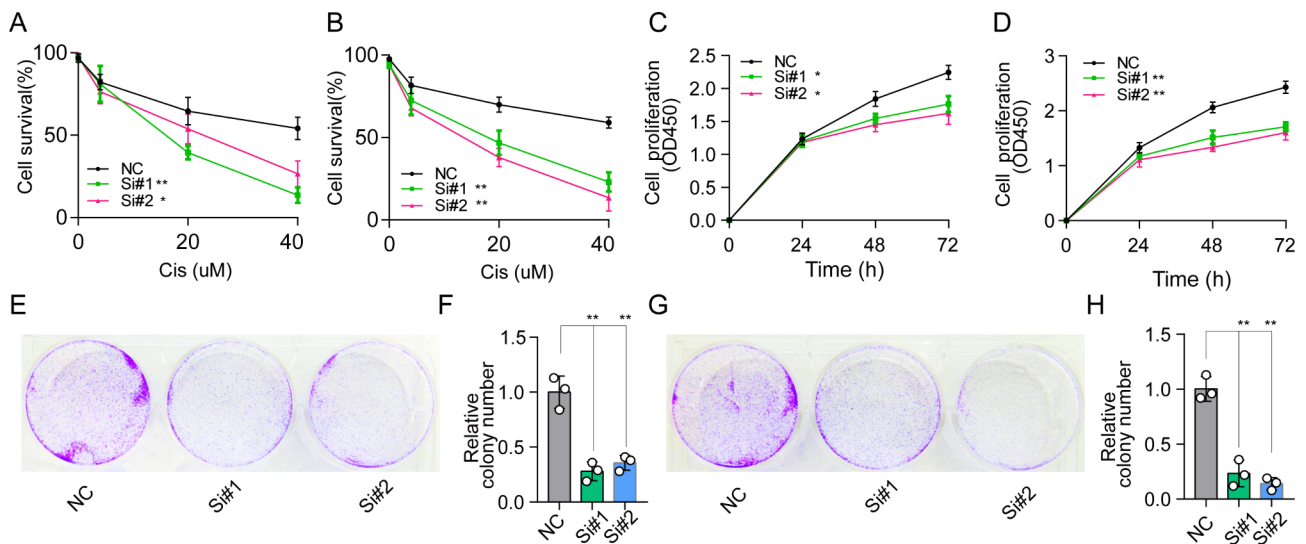 A
Cell survival(%)
100
50
0
NC
Si#1 **
Si#2 *
0
20
40
Cis (uM)
B
Cell survival(%)
100
50
0
NC
Si#1 **
Si#2 **
0
20
40
Cis (uM)
C
Cell proliferation
(OD450)
2.5
2.0
1.5
1.0
0.5
0.0
NC
Si#1 *
Si#2 *
0
24
48
72
Time (h)
D
Cell proliferation
(OD450)
3
2
1
0
NC
Si#1 **
Si#2 **
0
24
48
72
Time (h)
E
NC
Si#1
Si#2
F
Relative
colony number
1.5
1.0
0.5
0.0
**
**
NC
Si#1
Si#2
G
NC
Si#1
Si#2
H
Relative
colony number
1.5
1.0
0.5
0.0
**
**
NC
Si#1
Si#2